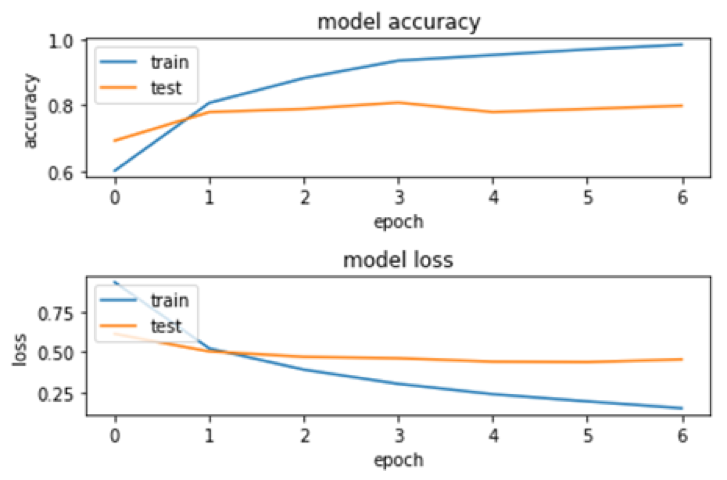 model accuracy
1.0
0.8
0.6
accuracy
train
test
0 1 2 3 4 5 6
epoch
model loss
0.75
0.50
0.25
loss
train
test
0 1 2 3 4 5 6
epoch